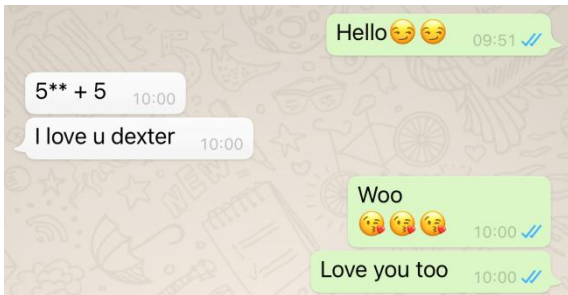 Hello😏😏 09:51
5** + 5 10:00
I love u dexter 10:00
Woo
😘😘😘 10:00
Love you too 10:00